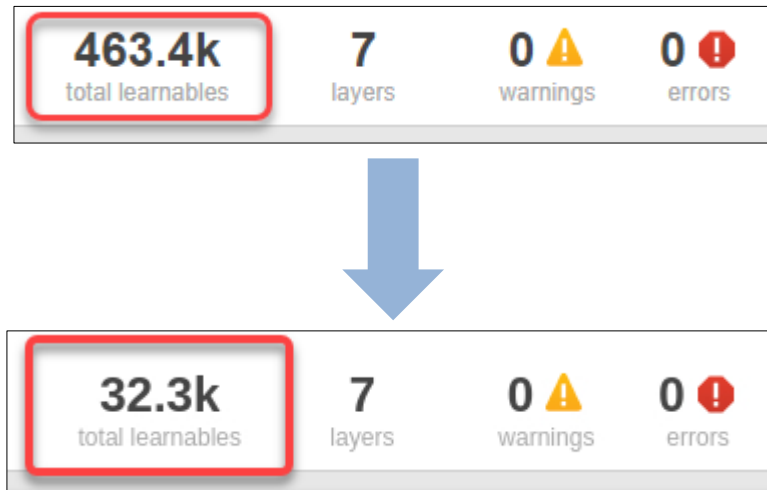 463.4k 7 0 0
total learnables layers warnings errors
32.3k 7 0 0
total learnables layers warnings errors